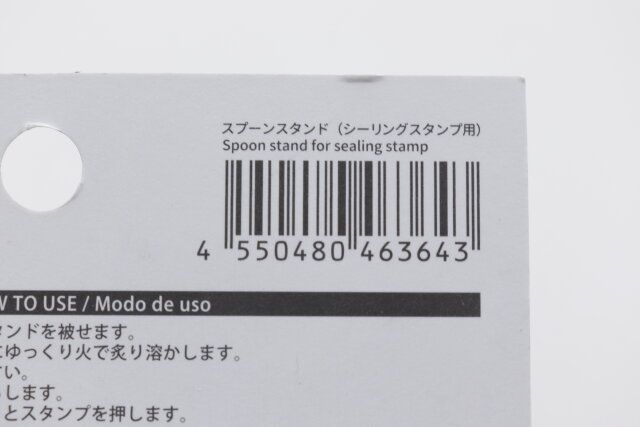 スプーンスタンド（シーリングスタンプ用）
Spoon stand for sealing stamp
4 550480 463643
TO USE / Modo de uso
タンドを被せます。
にゆっくり火で炙り溶かします。
さい。
します。
とスタンプを押します。